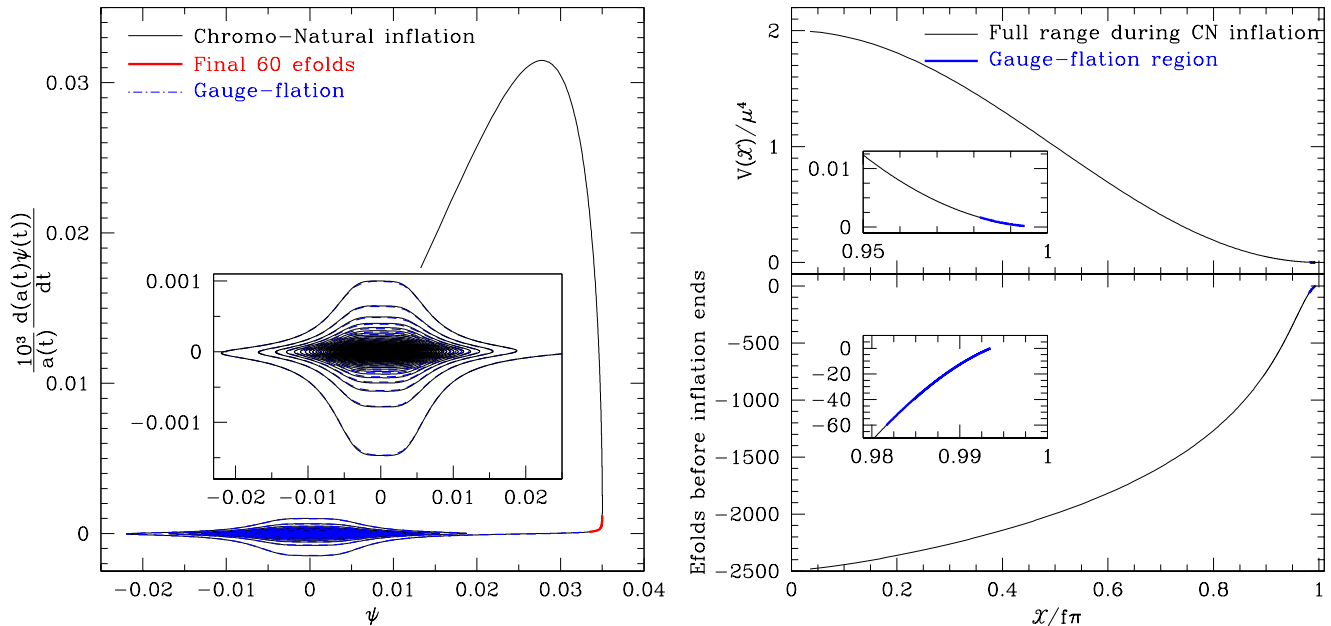 Chromo-Natural inflation
Final 60 efolds
Gauge-flation
0.03
0.02
0.01
0
10³/a(t) d(a(t)ψ(t))/dt
0.001
0
−0.001
−0.02 −0.01 0 0.01 0.02
−0.02 −0.01 0 0.01 0.02 0.03 0.04
ψ
Full range during CN inflation
Gauge-flation region
2
1
0
V(𝒳)/μ⁴
0.01
0
0.95 1
Efolds before inflation ends
0
−500
−1000
−1500
−2000
−2500
0
−20
−40
−60
0.98 0.99 1
0 0.2 0.4 0.6 0.8 1
𝒳/fπ